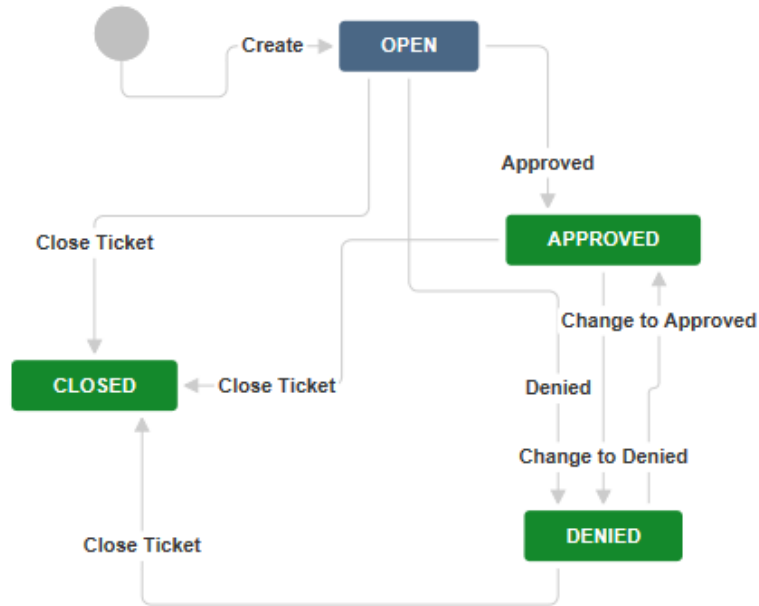 Create
OPEN
Approved
APPROVED
Close Ticket
Change to Approved
CLOSED
Close Ticket
Denied
Change to Denied
DENIED
Close Ticket